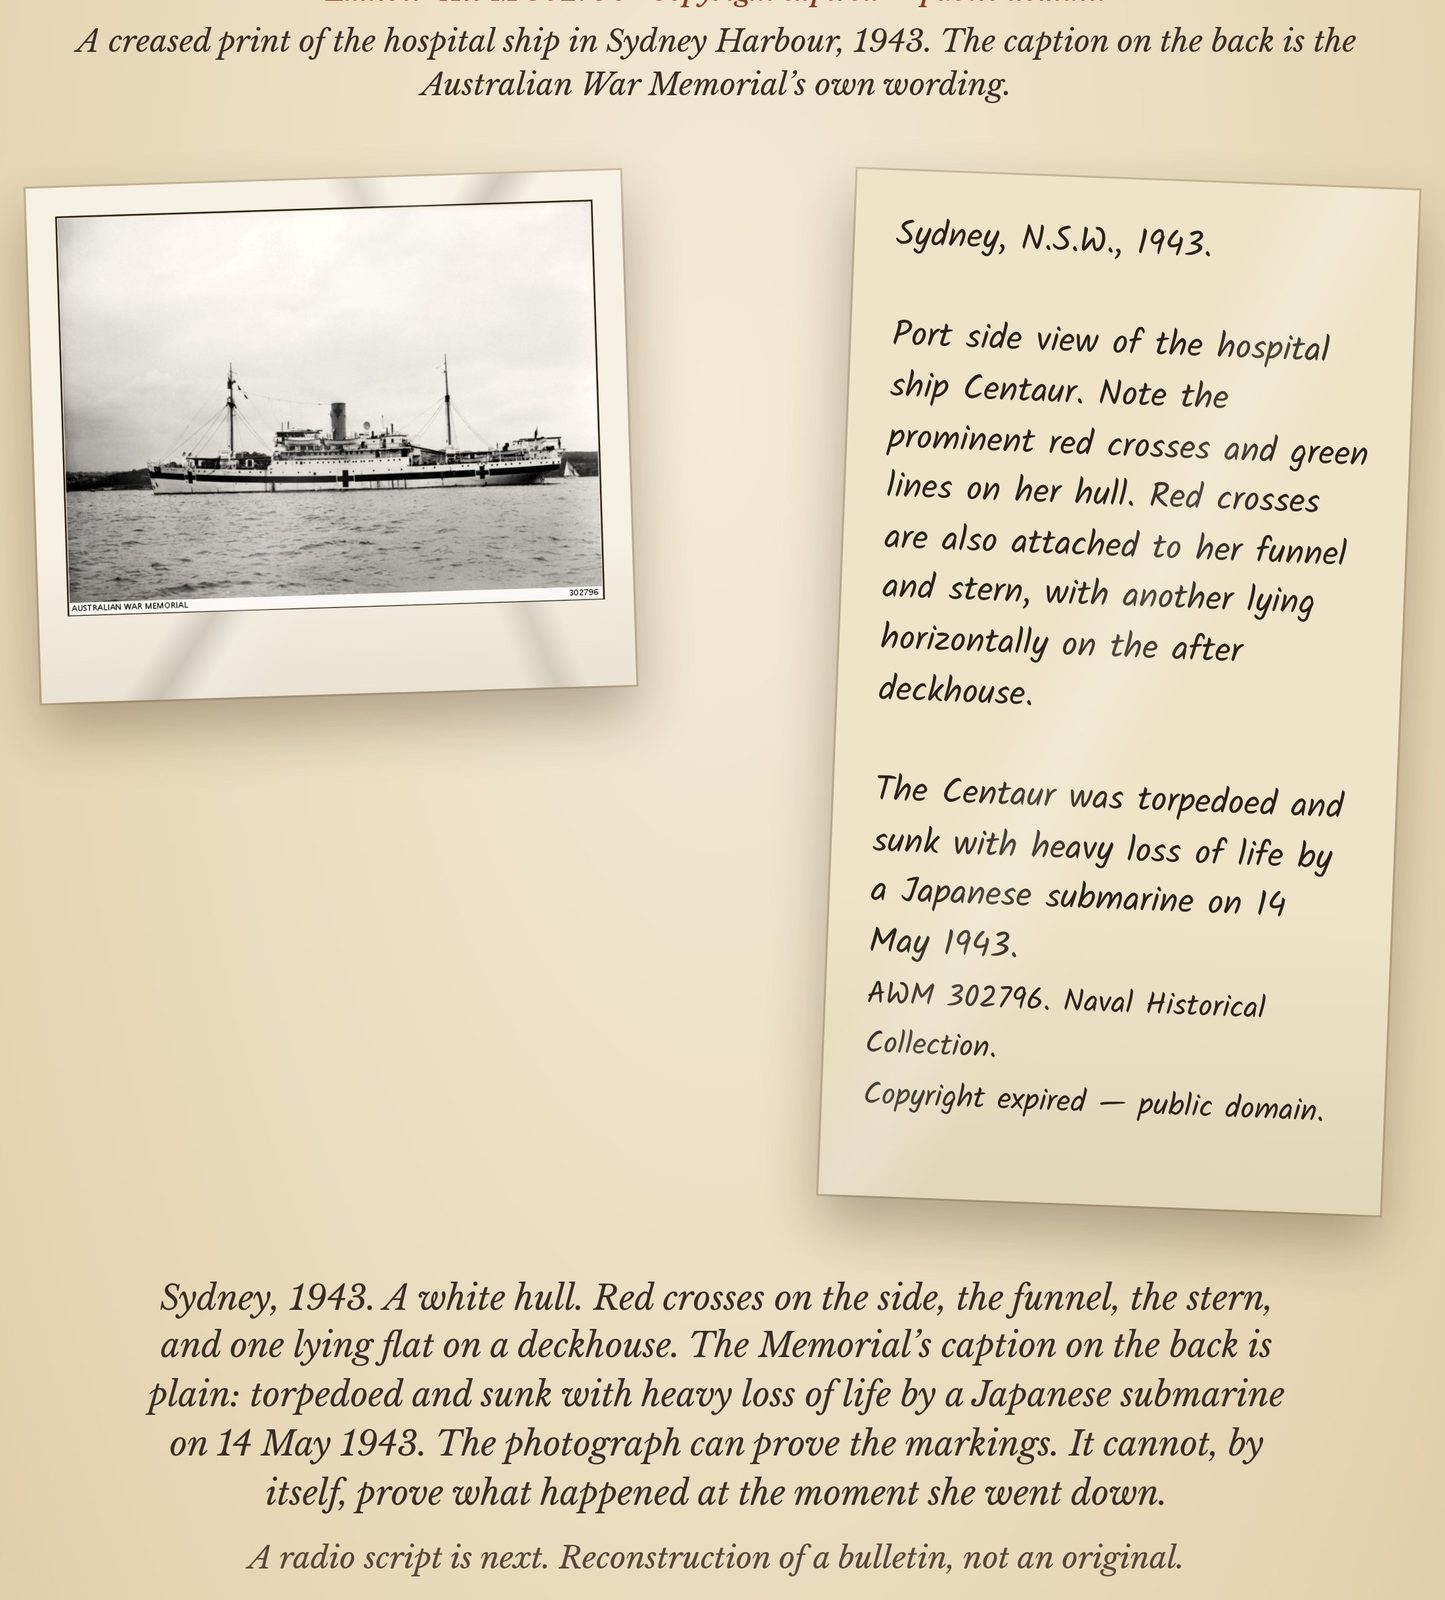 A creased print of the hospital ship in Sydney Harbour, 1943. The caption on the back is the
Australian War Memorial’s own wording.
AUSTRALIAN WAR MEMORIAL
302796
Sydney, N.S.W., 1943.
Port side view of the hospital
ship Centaur. Note the
prominent red crosses and green
lines on her hull. Red crosses
are also attached to her funnel
and stern, with another lying
horizontally on the after
deckhouse.
The Centaur was torpedoed and
sunk with heavy loss of life by
a Japanese submarine on 14
May 1943.
AWM 302796. Naval Historical
Collection.
Copyright expired — public domain.
Sydney, 1943. A white hull. Red crosses on the side, the funnel, the stern,
and one lying flat on a deckhouse. The Memorial’s caption on the back is
plain: torpedoed and sunk with heavy loss of life by a Japanese submarine
on 14 May 1943. The photograph can prove the markings. It cannot, by
itself, prove what happened at the moment she went down.
A radio script is next. Reconstruction of a bulletin, not an original.